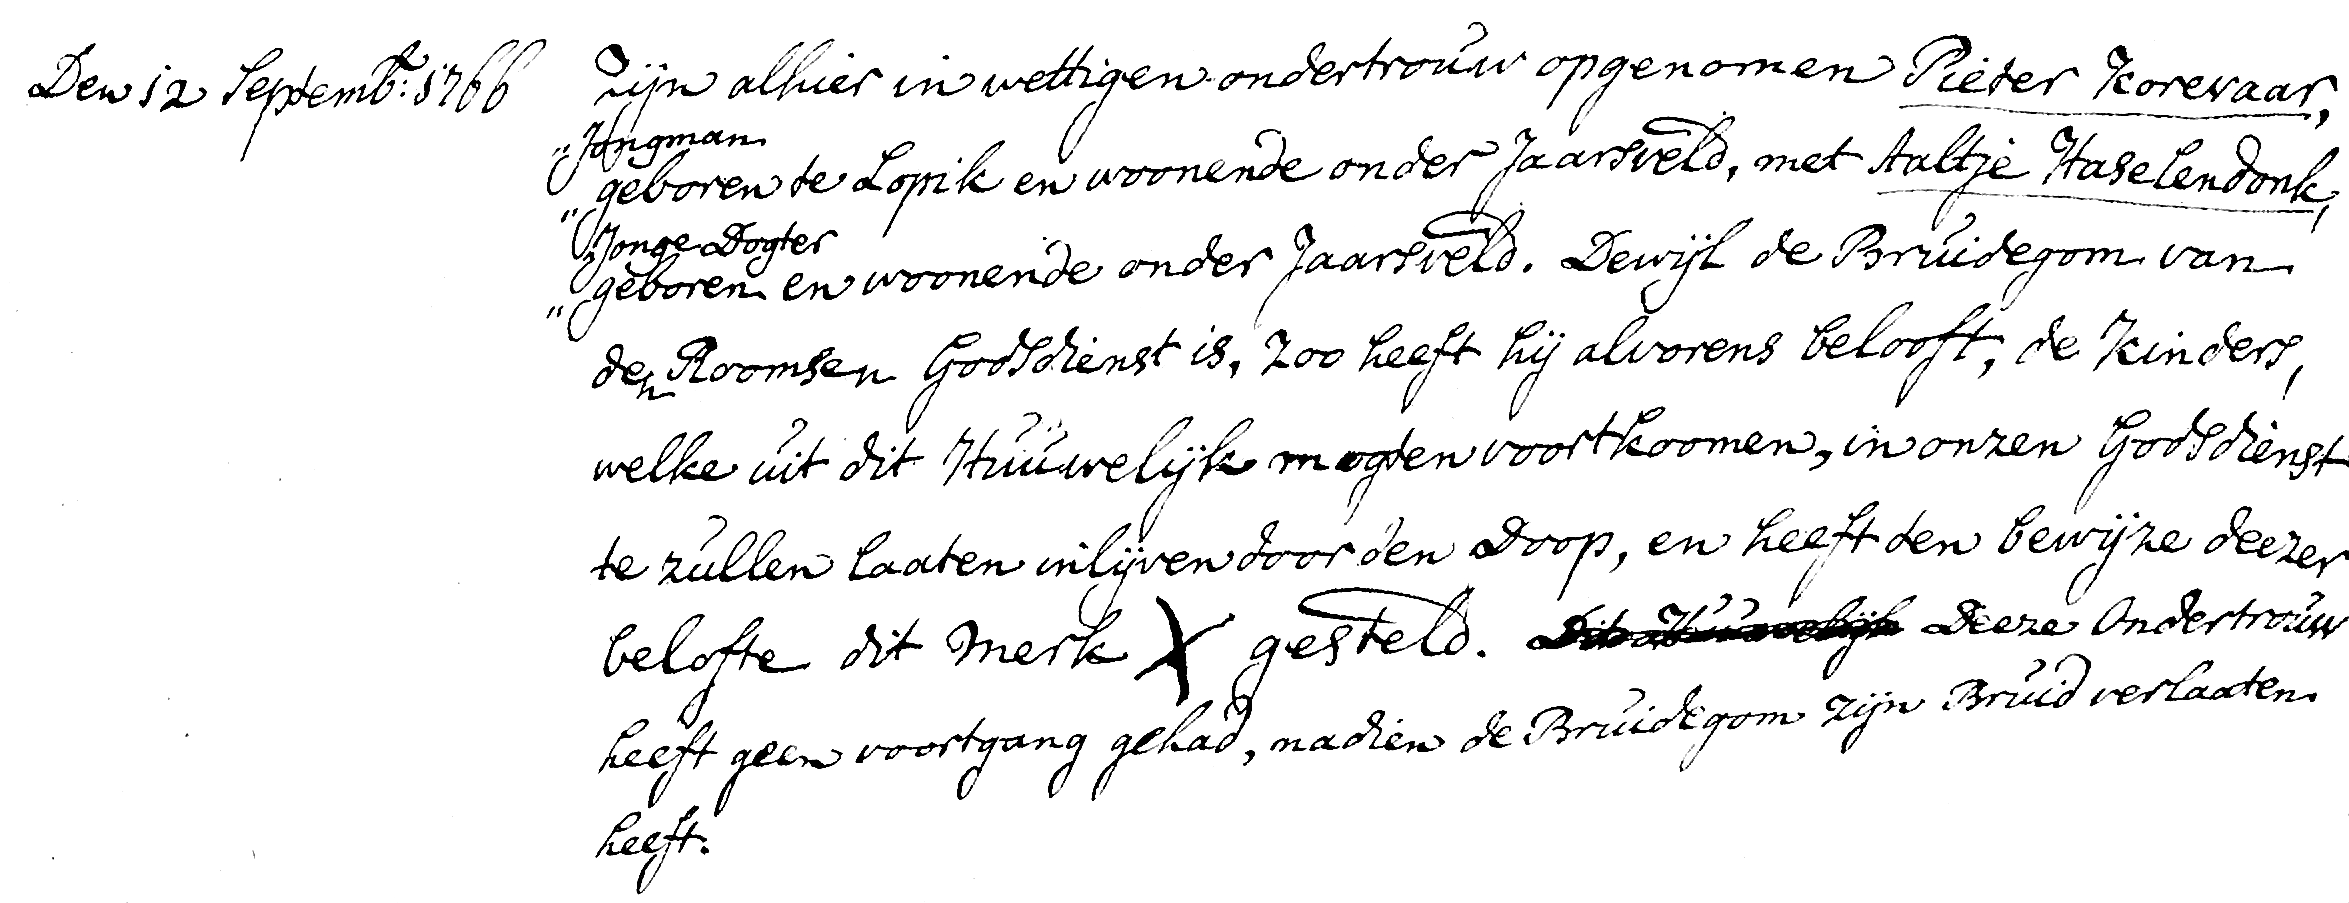 Den 12 Septembr: 1766 Zijn alhier in wettigen ondertrouw opgenomen Pieter Korevaar,
" Jongman
geboren te Lopik en woonende onder Jaarsveld, met Aaltje Haselendonk,
" Jonge Dogter
geboren en woonende onder Jaarsveld. Dewijl de Bruidegom van
"
den Roomsen Godsdienst is, zoo heeft hij alvorens belooft, de Kinders,
welke uit dit Huuwelijk mogten voortkoomen, in onzen Godsdienst
te zullen laaten inlijven door den Doop, en heeft ten bewijze deezer
belofte dit Merk X gesteld. Dit Huuwelijk Deeze Ondertrouw
heeft geen voortgang gehad, nadien de Bruidegom zijn Bruid verlaaten
heeft.